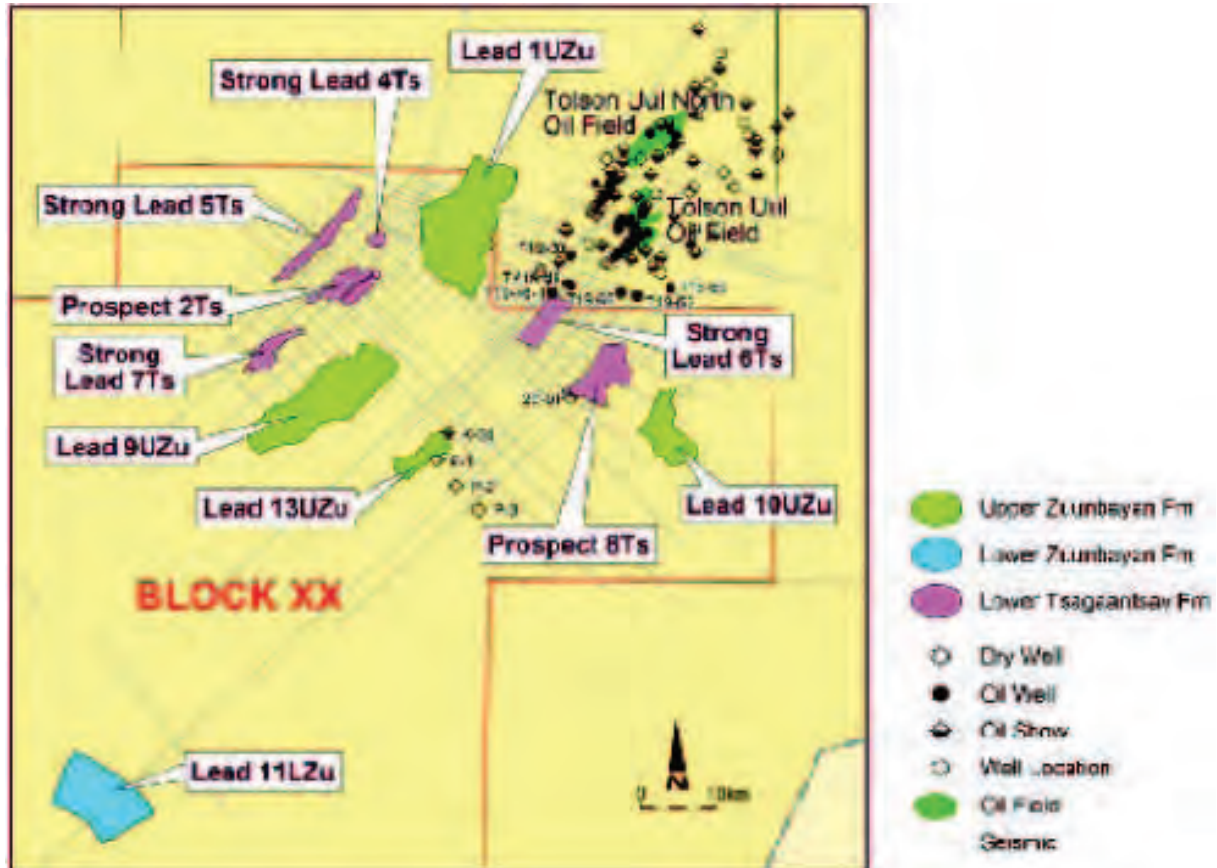 Lead 1UZu
Strong Lead 4Ts
Tolson Uul North
Oil Field
Strong Lead 5Ts
Tolson Uul
Oil Field
Prospect 2Ts
Strong
Lead 6Ts
Strong
Lead 7Ts
Lead 9UZu
Lead 13UZu
Lead 10UZu
Prospect 8Ts
BLOCK XX
Lead 11LZu
N
0 10km
Upper Zuunbayan Fm
Lower Zuunbayan Fm
Lower Tsagaantsav Fm
Dry Well
Oil Well
Oil Show
Well Location
Oil Field
Seismic